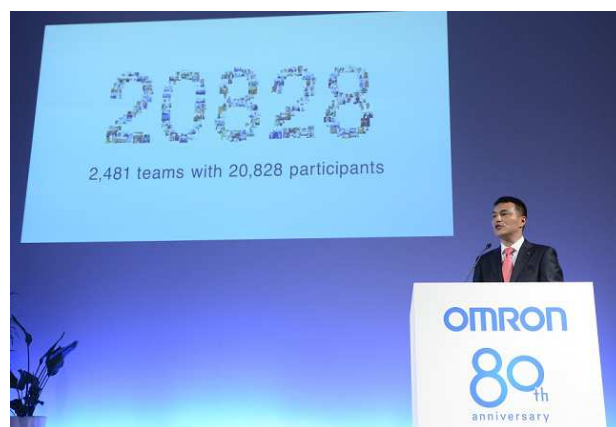 20828
2,481 teams with 20,828 participants
OMRON
80th
anniversary